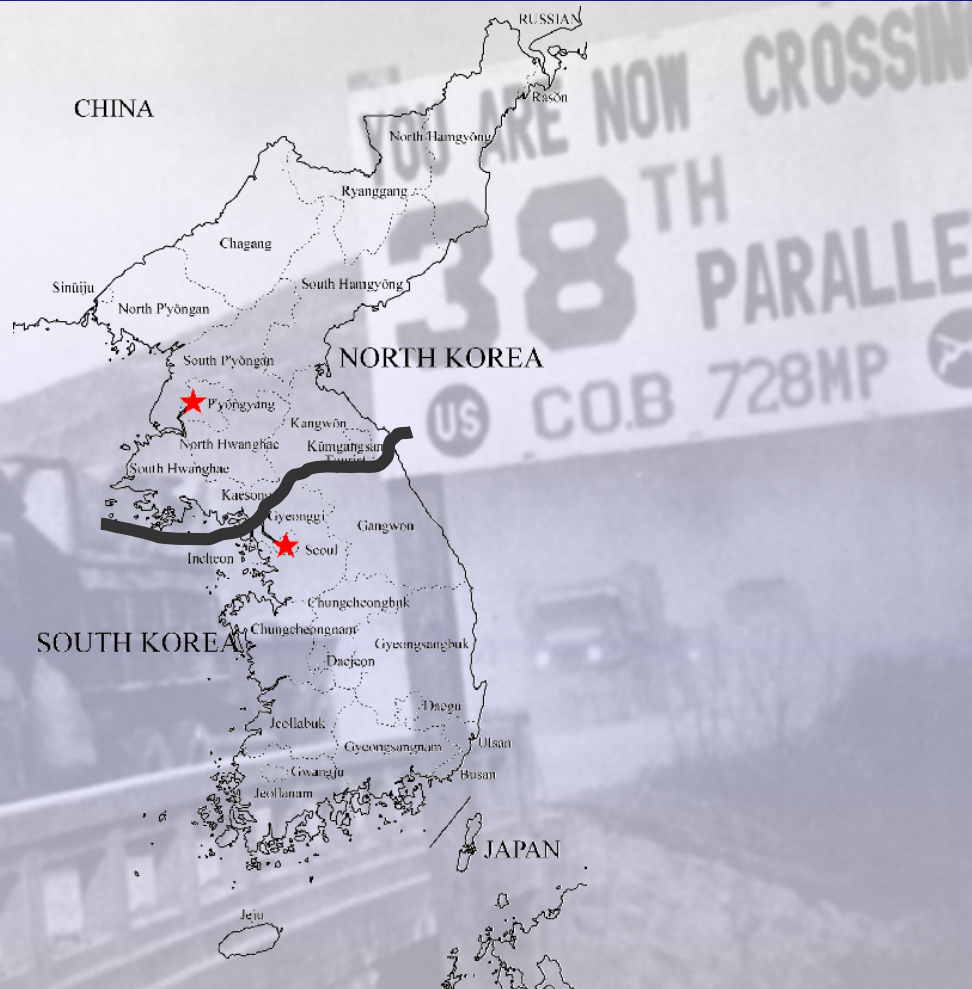 RUSSIAN
YOU ARE NOW CROSSING
CHINA
Rasŏn
North Hamgyŏng
38TH
Ryanggang
PARALLE
Chagang
Sinŭiju
South Hamgyŏng
North P'yŏngan
NORTH KOREA
South P'yŏngan
US C.O.B 728MP
P'yŏngyang
Kangwŏn
North Hwanghae
Kŭmgangsan
Tourist
South Hwanghae
Kaesong
Gyeonggi
Gangwon
Incheon
Seoul
Chungcheongbuk
Chungcheongnam
SOUTH KOREA
Gyeongsangbuk
Daejeon
Daegu
Jeollabuk
Gyeongsangnam
Ulsan
Gwangju
Busan
Jeollanam
JAPAN
Jeju